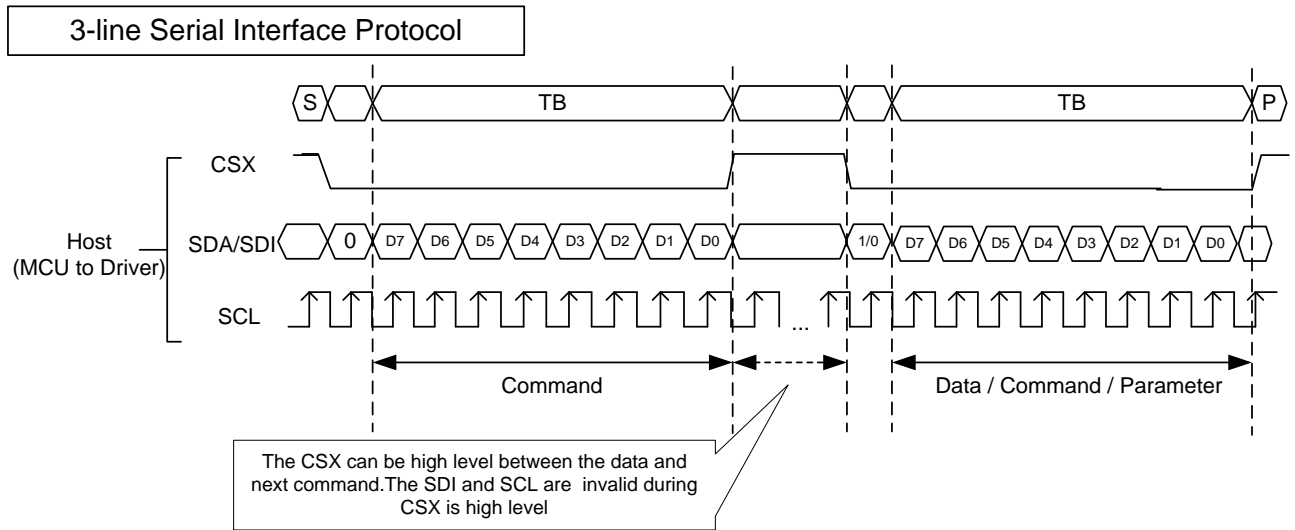 3-line Serial Interface Protocol
S TB TB P
CSX
SDA/SDI 0 D7 D6 D5 D4 D3 D2 D1 D0 1/0 D7 D6 D5 D4 D3 D2 D1 D0
Host
(MCU to Driver)
SCL ...
Command Data / Command / Parameter
The CSX can be high level between the data and
next command.The SDI and SCL are invalid during
CSX is high level